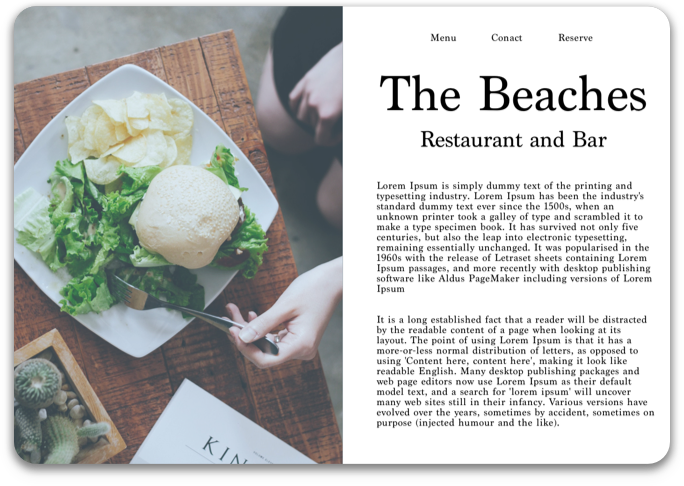 Menu Conact Reserve
The Beaches
Restaurant and Bar
Lorem Ipsum is simply dummy text of the printing and
typesetting industry. Lorem Ipsum has been the industry's
standard dummy text ever since the 1500s, when an
unknown printer took a galley of type and scrambled it to
make a type specimen book. It has survived not only five
centuries, but also the leap into electronic typesetting,
remaining essentially unchanged. It was popularised in the
1960s with the release of Letraset sheets containing Lorem
Ipsum passages, and more recently with desktop publishing
software like Aldus PageMaker including versions of Lorem
Ipsum
It is a long established fact that a reader will be distracted
by the readable content of a page when looking at its
layout. The point of using Lorem Ipsum is that it has a
more-or-less normal distribution of letters, as opposed to
using 'Content here, content here', making it look like
readable English. Many desktop publishing packages and
web page editors now use Lorem Ipsum as their default
model text, and a search for 'lorem ipsum' will uncover
many web sites still in their infancy. Various versions have
evolved over the years, sometimes by accident, sometimes on
purpose (injected humour and the like).
KIN